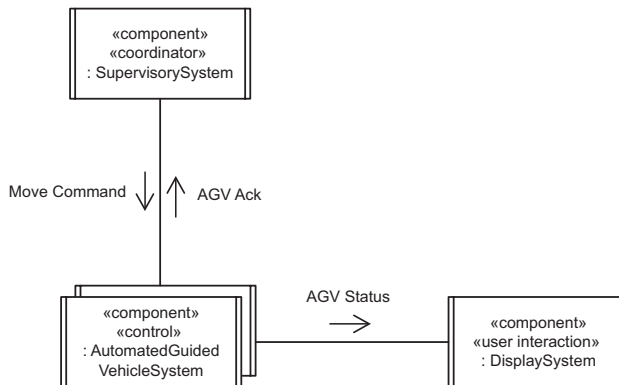 «component»
«coordinator»
: SupervisorySystem
Move Command
AGV Ack
«component»
«control»
: AutomatedGuided
VehicleSystem
AGV Status
«component»
«user interaction»
: DisplaySystem